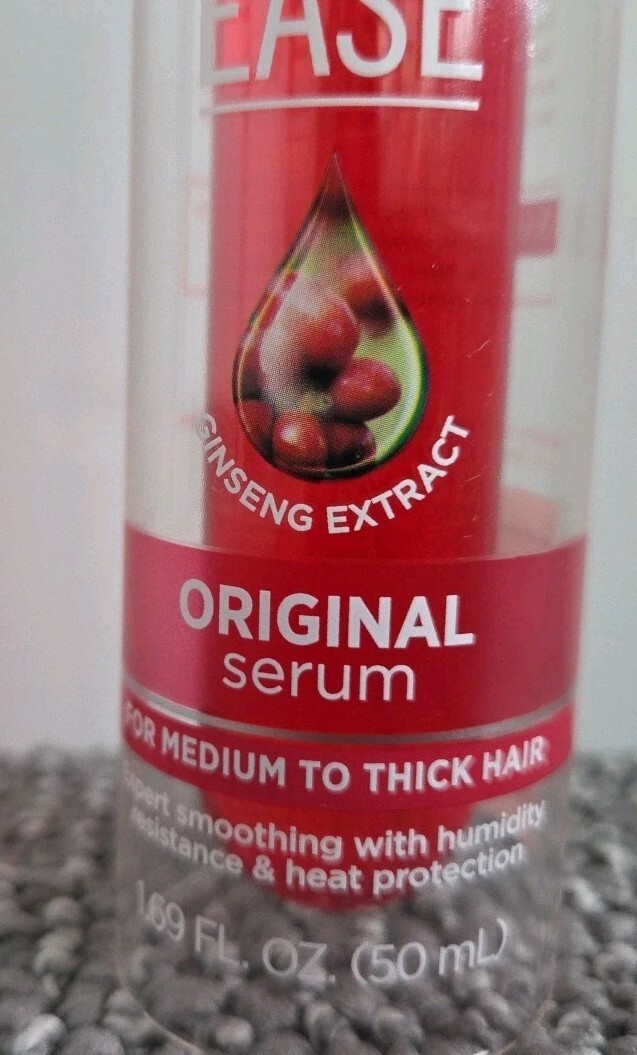 EASE
GINSENG EXTRACT
ORIGINAL
serum
FOR MEDIUM TO THICK HAIR
Expert smoothing with humidity
resistance & heat protection
1.69 FL. OZ. (50 mL)